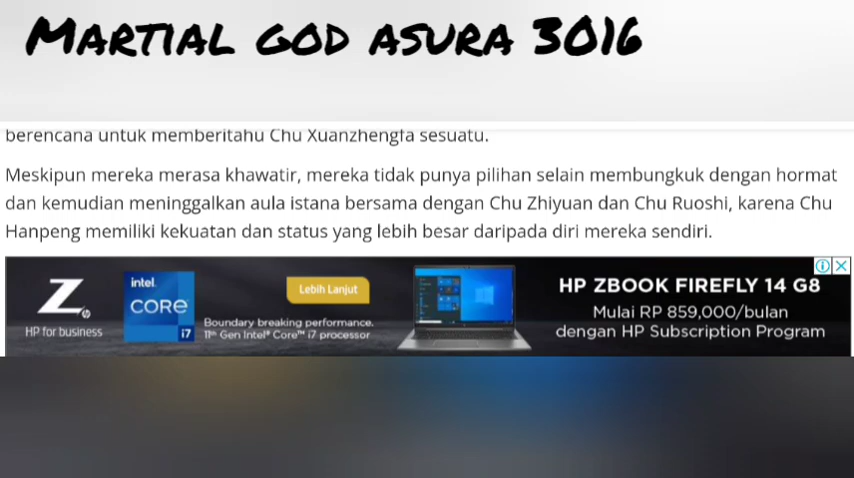 MARTIAL GOD ASURA 3016
berencana untuk memberitahu Chu Xuanzhengfa sesuatu.
Meskipun mereka merasa khawatir, mereka tidak punya pilihan selain membungkuk dengan hormat
dan kemudian meninggalkan aula istana bersama dengan Chu Zhiyuan dan Chu Ruoshi, karena Chu
Hanpeng memiliki kekuatan dan status yang lebih besar daripada diri mereka sendiri.
Z hp
HP for business
intel.
CORE
i7
Lebih Lanjut
Boundary breaking performance.
11th Gen Intel® Core™ i7 processor
HP ZBOOK FIREFLY 14 G8
Mulai RP 859,000/bulan
dengan HP Subscription Program